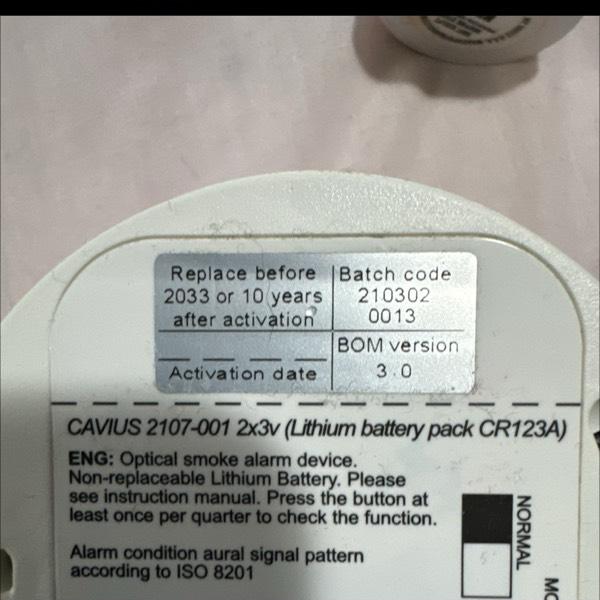 Replace before
2033 or 10 years
after activation
Activation date
Batch code
210302
0013
BOM version
3.0
CAVIUS 2107-001 2x3v (Lithium battery pack CR123A)
ENG: Optical smoke alarm device.
Non-replaceable Lithium Battery. Please
see instruction manual. Press the button at
least once per quarter to check the function.
Alarm condition aural signal pattern
according to ISO 8201
NORMAL